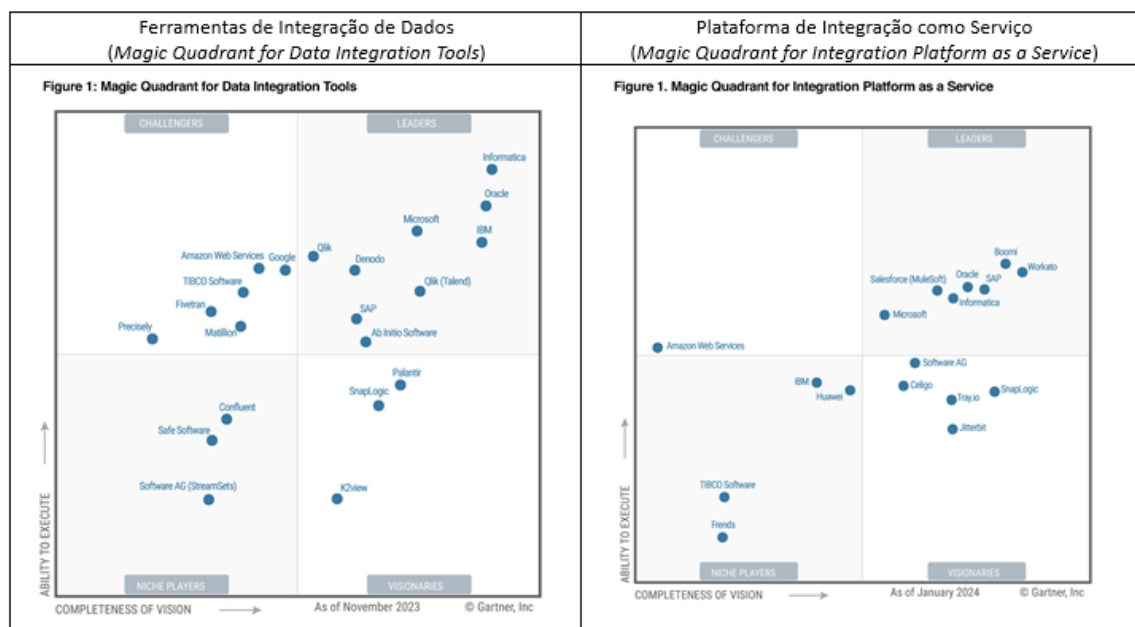 Ferramentas de Integração de Dados
(Magic Quadrant for Data Integration Tools)
Figure 1: Magic Quadrant for Data Integration Tools
CHALLENGERS
LEADERS
Informatica
Oracle
Microsoft
IBM
Qlik
Amazon Web Services
Google
Denodo
TIBCO Software
Qlik (Talend)
Fivetran
SAP
Precisely
Matillion
Ab Initio Software
Palantir
SnapLogic
Confluent
Safe Software
Software AG (StreamSets)
K2view
NICHE PLAYERS
VISIONARIES
ABILITY TO EXECUTE
COMPLETENESS OF VISION
As of November 2023
© Gartner, Inc
Plataforma de Integração como Serviço
(Magic Quadrant for Integration Platform as a Service)
Figure 1. Magic Quadrant for Integration Platform as a Service
CHALLENGERS
LEADERS
Boomi
Workato
Salesforce (MuleSoft)
Oracle
SAP
Informatica
Microsoft
Amazon Web Services
Software AG
IBM
Huawei
Celigo
SnapLogic
Tray.io
Jitterbit
TIBCO Software
Frends
NICHE PLAYERS
VISIONARIES
ABILITY TO EXECUTE
COMPLETENESS OF VISION
As of January 2024
© Gartner, Inc